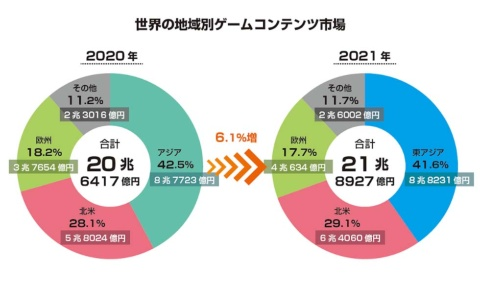 世界の地域別ゲームコンテンツ市場
2020年
その他
11.2%
2兆3016億円
欧州
18.2%
3兆7654億円
合計
20兆
6417億円
アジア
42.5%
8兆7723億円
北米
28.1%
5兆8024億円
6.1%増
2021年
その他
11.7%
2兆6002億円
欧州
17.7%
4兆634億円
合計
21兆
8927億円
東アジア
41.6%
8兆8231億円
北米
29.1%
6兆4060億円